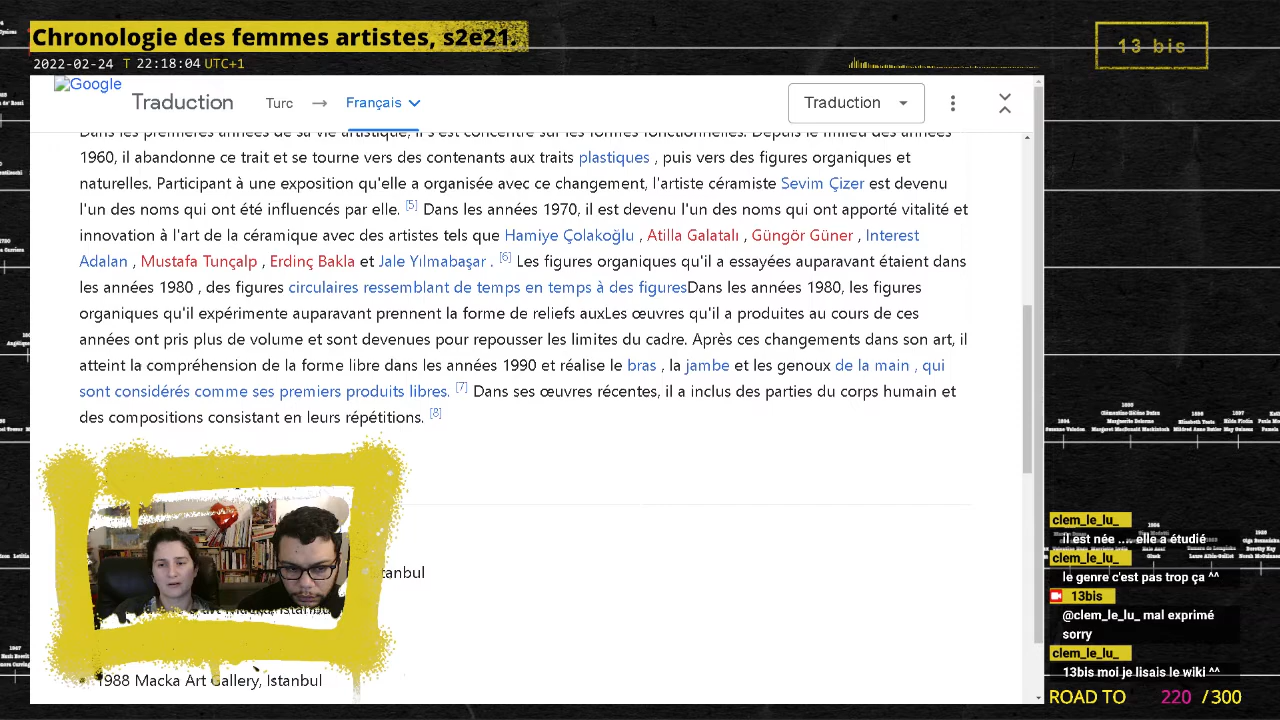 Chronologie des femmes artistes, s2e21.
2022-02-24 T 22:18:04 UTC+1
13 bis
Google Traduction Turc → Français Traduction
Dans les premières années de sa vie artistique, il s'est concentré sur les formes fonctionnelles. Depuis le milieu des années
1960, il abandonne ce trait et se tourne vers des contenants aux traits plastiques , puis vers des figures organiques et
naturelles. Participant à une exposition qu'elle a organisée avec ce changement, l'artiste céramiste Sevim Çizer est devenu
l'un des noms qui ont été influencés par elle. [5] Dans les années 1970, il est devenu l'un des noms qui ont apporté vitalité et
innovation à l'art de la céramique avec des artistes tels que Hamiye Çolakoğlu , Atilla Galatalı , Güngör Güner , Interest
Adalan , Mustafa Tunçalp , Erdinç Bakla et Jale Yılmabaşar . [6] Les figures organiques qu'il a essayées auparavant étaient dans
les années 1980 , des figures circulaires ressemblant de temps en temps à des figuresDans les années 1980, les figures
organiques qu'il expérimente auparavant prennent la forme de reliefs auxLes œuvres qu'il a produites au cours de ces
années ont pris plus de volume et sont devenues pour repousser les limites du cadre. Après ces changements dans son art, il
atteint la compréhension de la forme libre dans les années 1990 et réalise le bras , la jambe et les genoux de la main , qui
sont considérés comme ses premiers produits libres. [7] Dans ses œuvres récentes, il a inclus des parties du corps humain et
des compositions consistant en leurs répétitions. [8]
tanbul
1988 Macka Art Gallery, Istanbul
clem_le_lu_
il est née ... elle a étudié
clem_le_lu_
le genre c'est pas trop ça ^^
13bis
@clem_le_lu_ mal exprimé
sorry
clem_le_lu_
13bis moi je lisais le wiki ^^
ROAD TO 220 /300